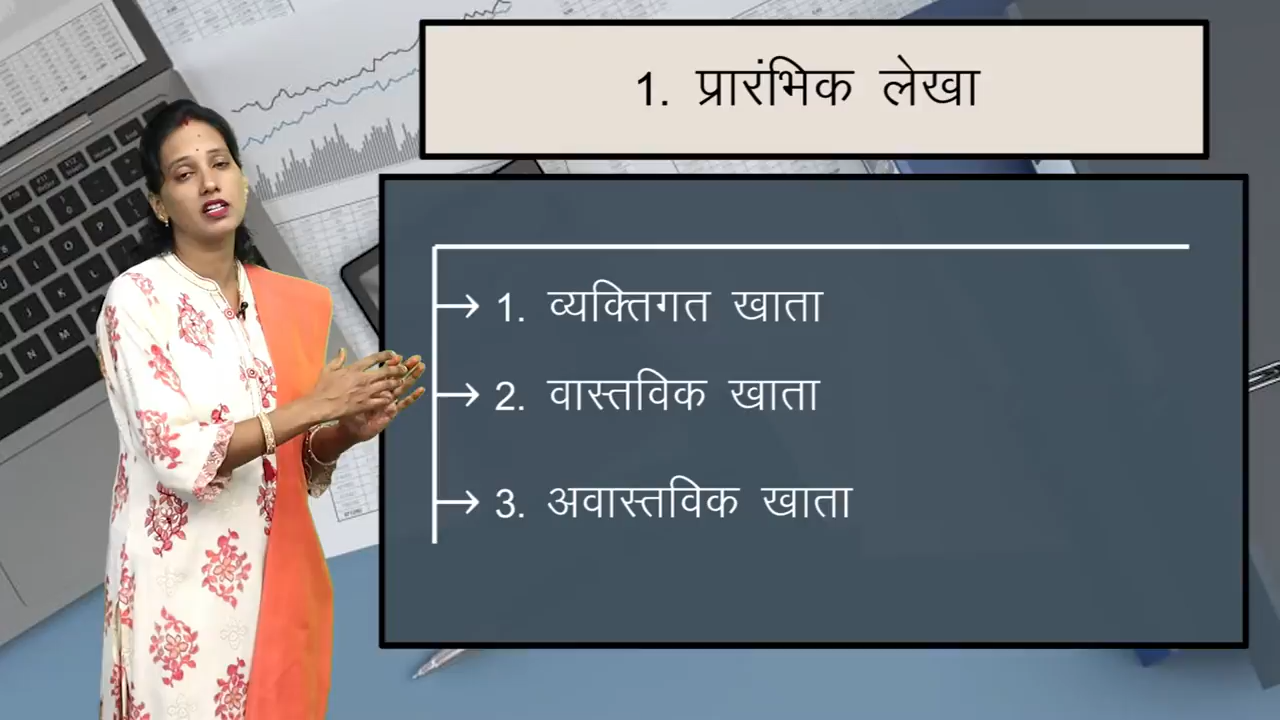 1. प्रारंभिक लेखा
1. व्यक्तिगत खाता
2. वास्तविक खाता
3. अवास्तविक खाता